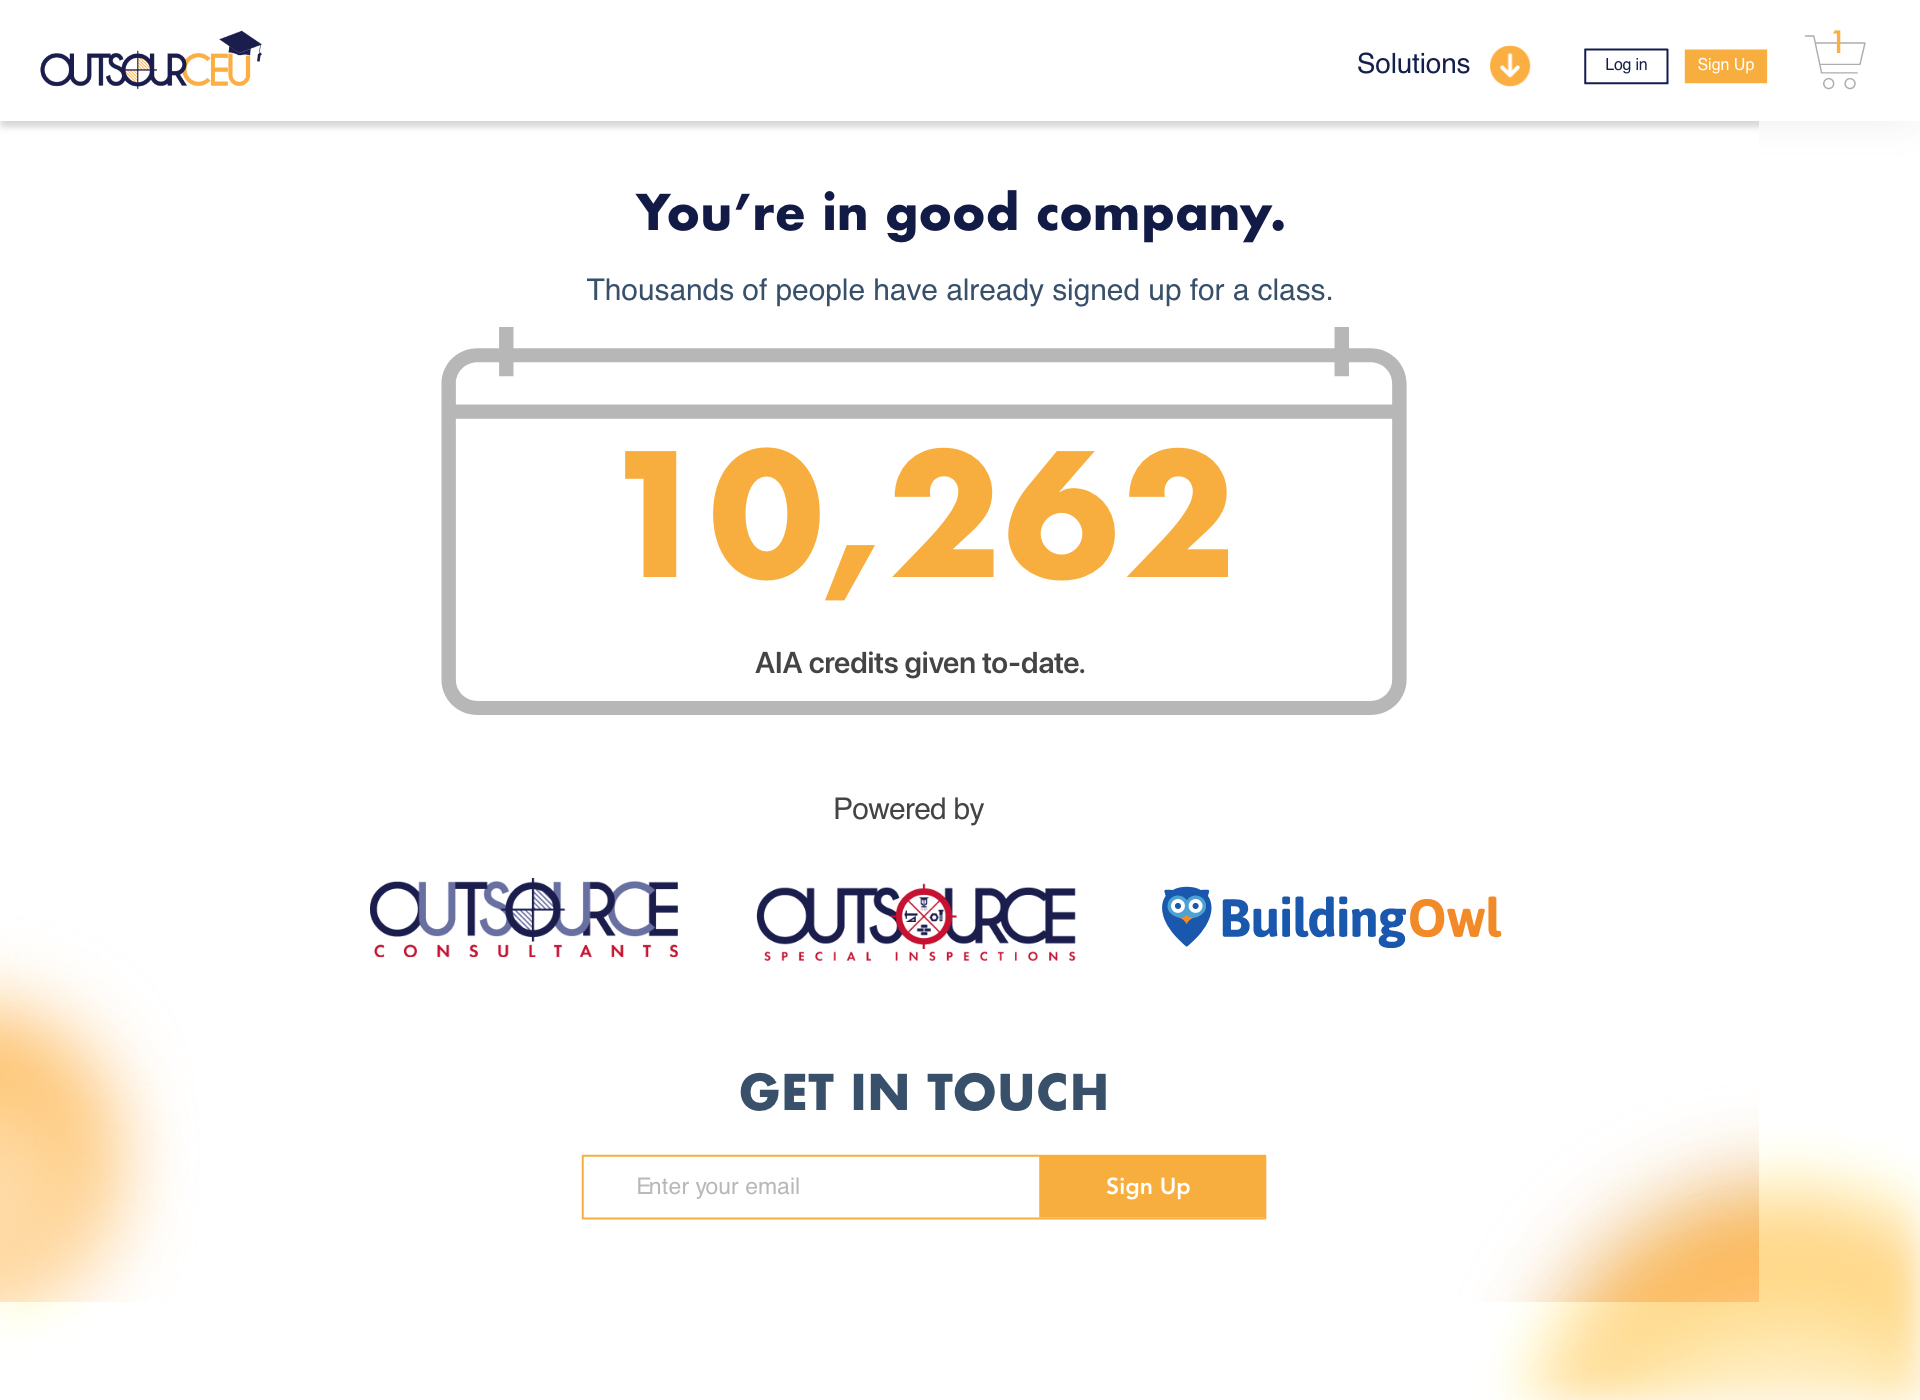 OUTSOURCEU
Solutions
Log in
Sign Up
1
You’re in good company.
Thousands of people have already signed up for a class.
10,262
AIA credits given to-date.
Powered by
OUTSOURCE
CONSULTANTS
OUTSOURCE
SPECIAL INSPECTIONS
BuildingOwl
GET IN TOUCH
Enter your email
Sign Up